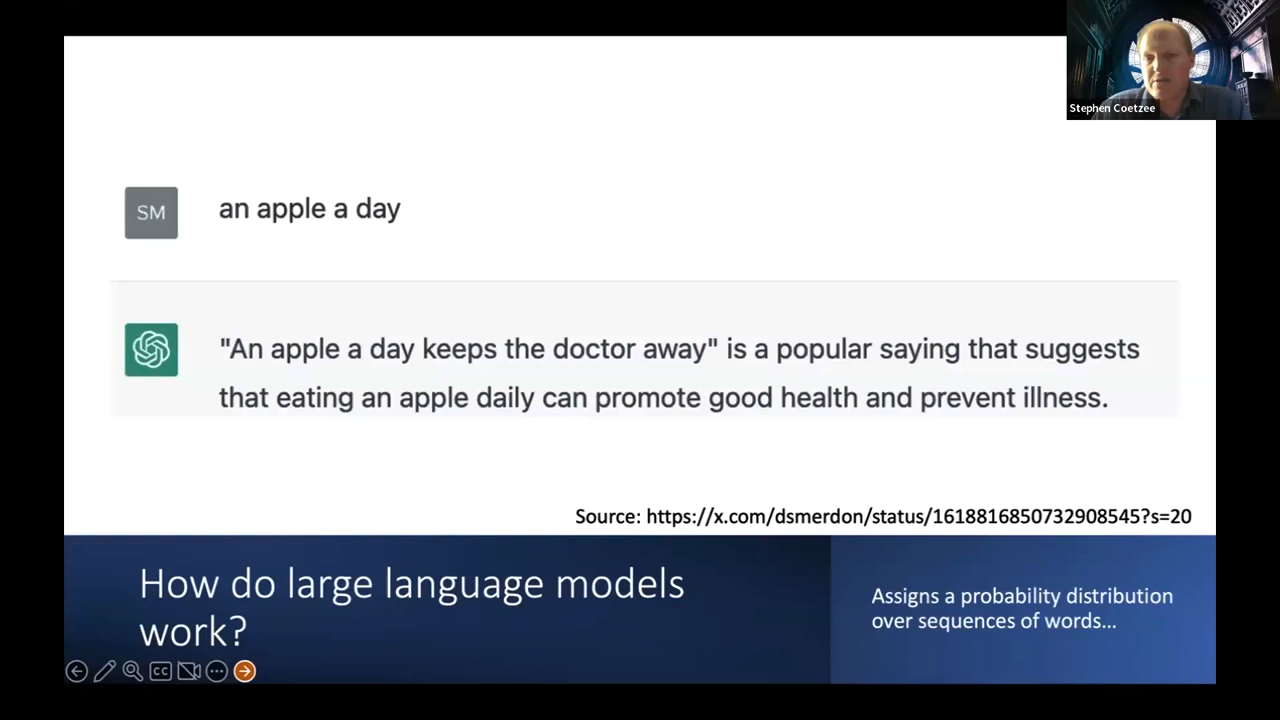 Stephen Coetzee
SM
an apple a day
"An apple a day keeps the doctor away" is a popular saying that suggests
that eating an apple daily can promote good health and prevent illness.
Source: https://x.com/dsmerdon/status/1618816850732908545?s=20
How do large language models
work?
Assigns a probability distribution
over sequences of words...
CC